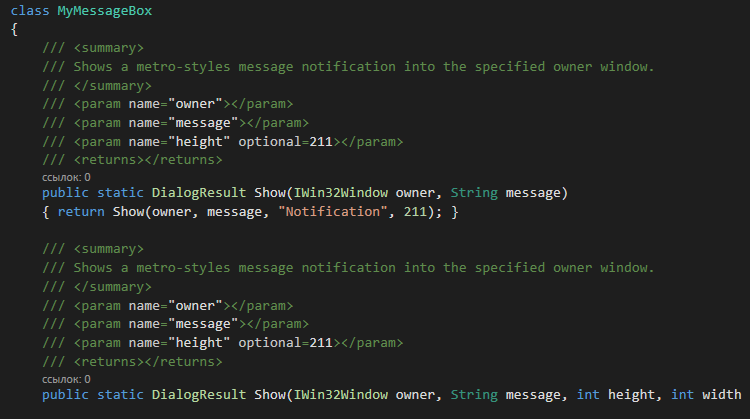 class MyMessageBox
{
/// <summary>
/// Shows a metro-styles message notification into the specified owner window.
/// </summary>
/// <param name="owner"></param>
/// <param name="message"></param>
/// <param name="height" optional=211></param>
/// <returns></returns>
ссылок: 0
public static DialogResult Show(IWin32Window owner, String message)
{ return Show(owner, message, "Notification", 211); }
/// <summary>
/// Shows a metro-styles message notification into the specified owner window.
/// </summary>
/// <param name="owner"></param>
/// <param name="message"></param>
/// <param name="height" optional=211></param>
/// <returns></returns>
ссылок: 0
public static DialogResult Show(IWin32Window owner, String message, int height, int width